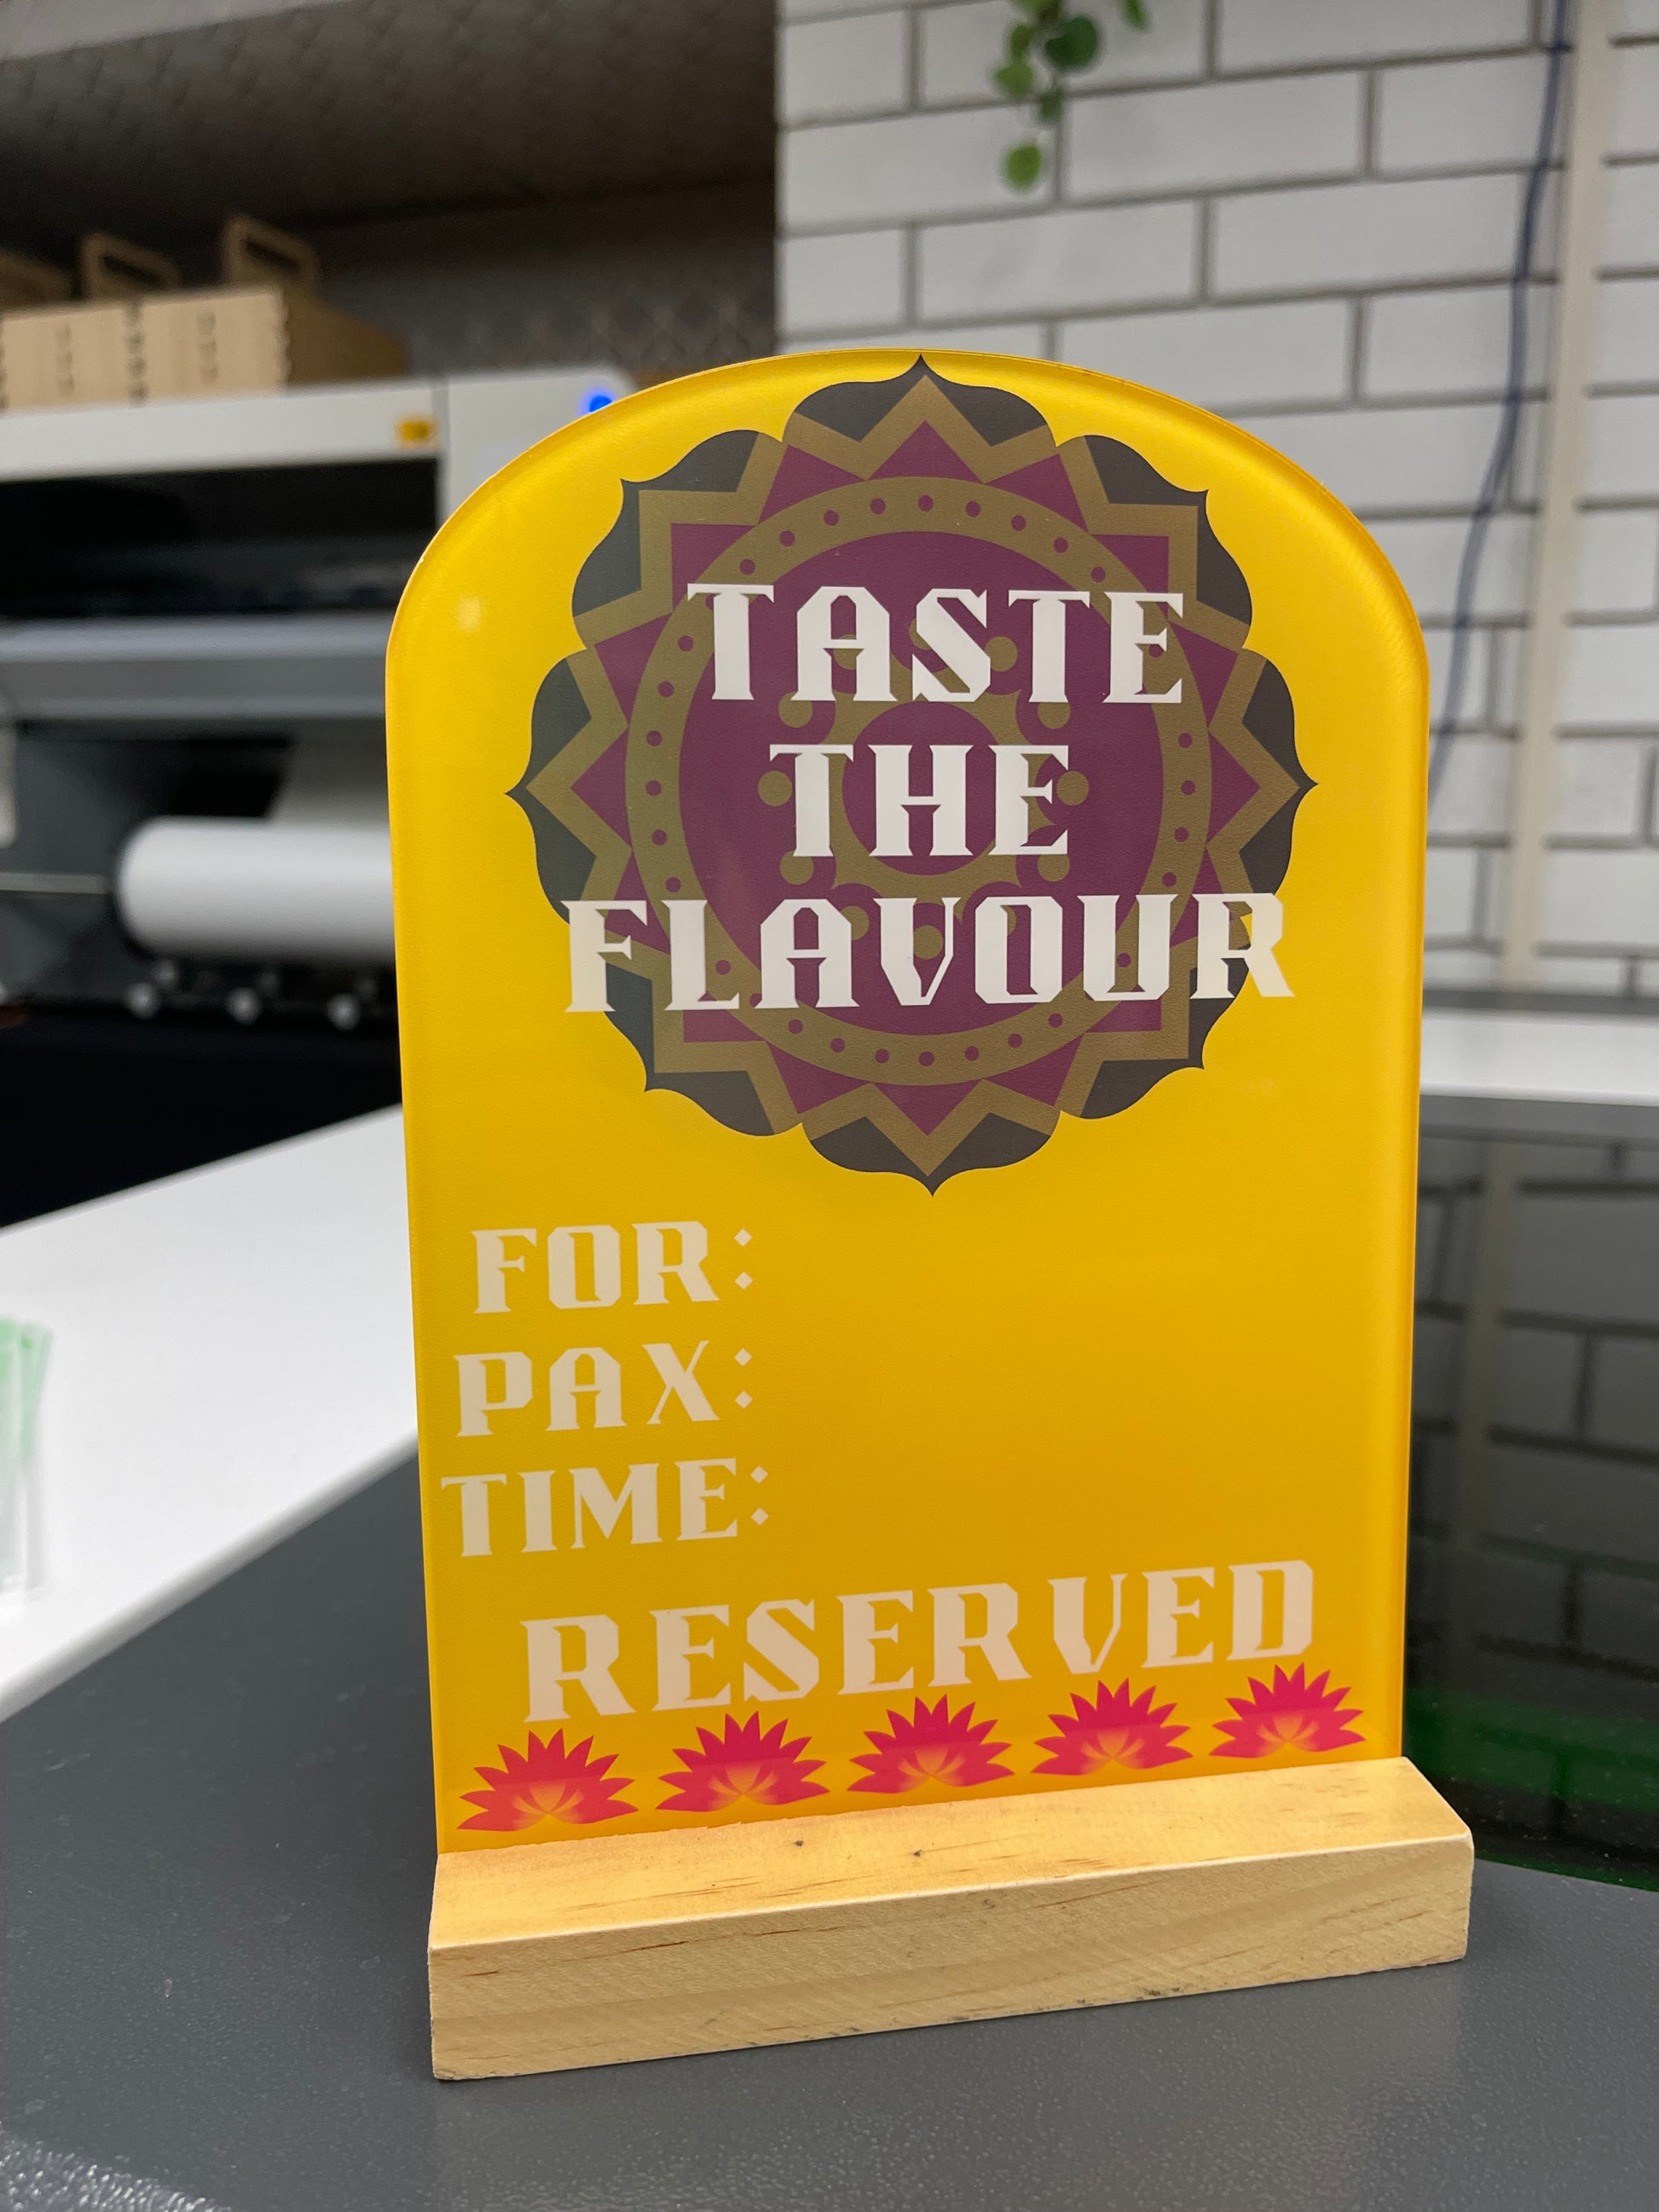 TASTE
THE
FLAVOUR
FOR:
PAX:
TIME:
RESERVED